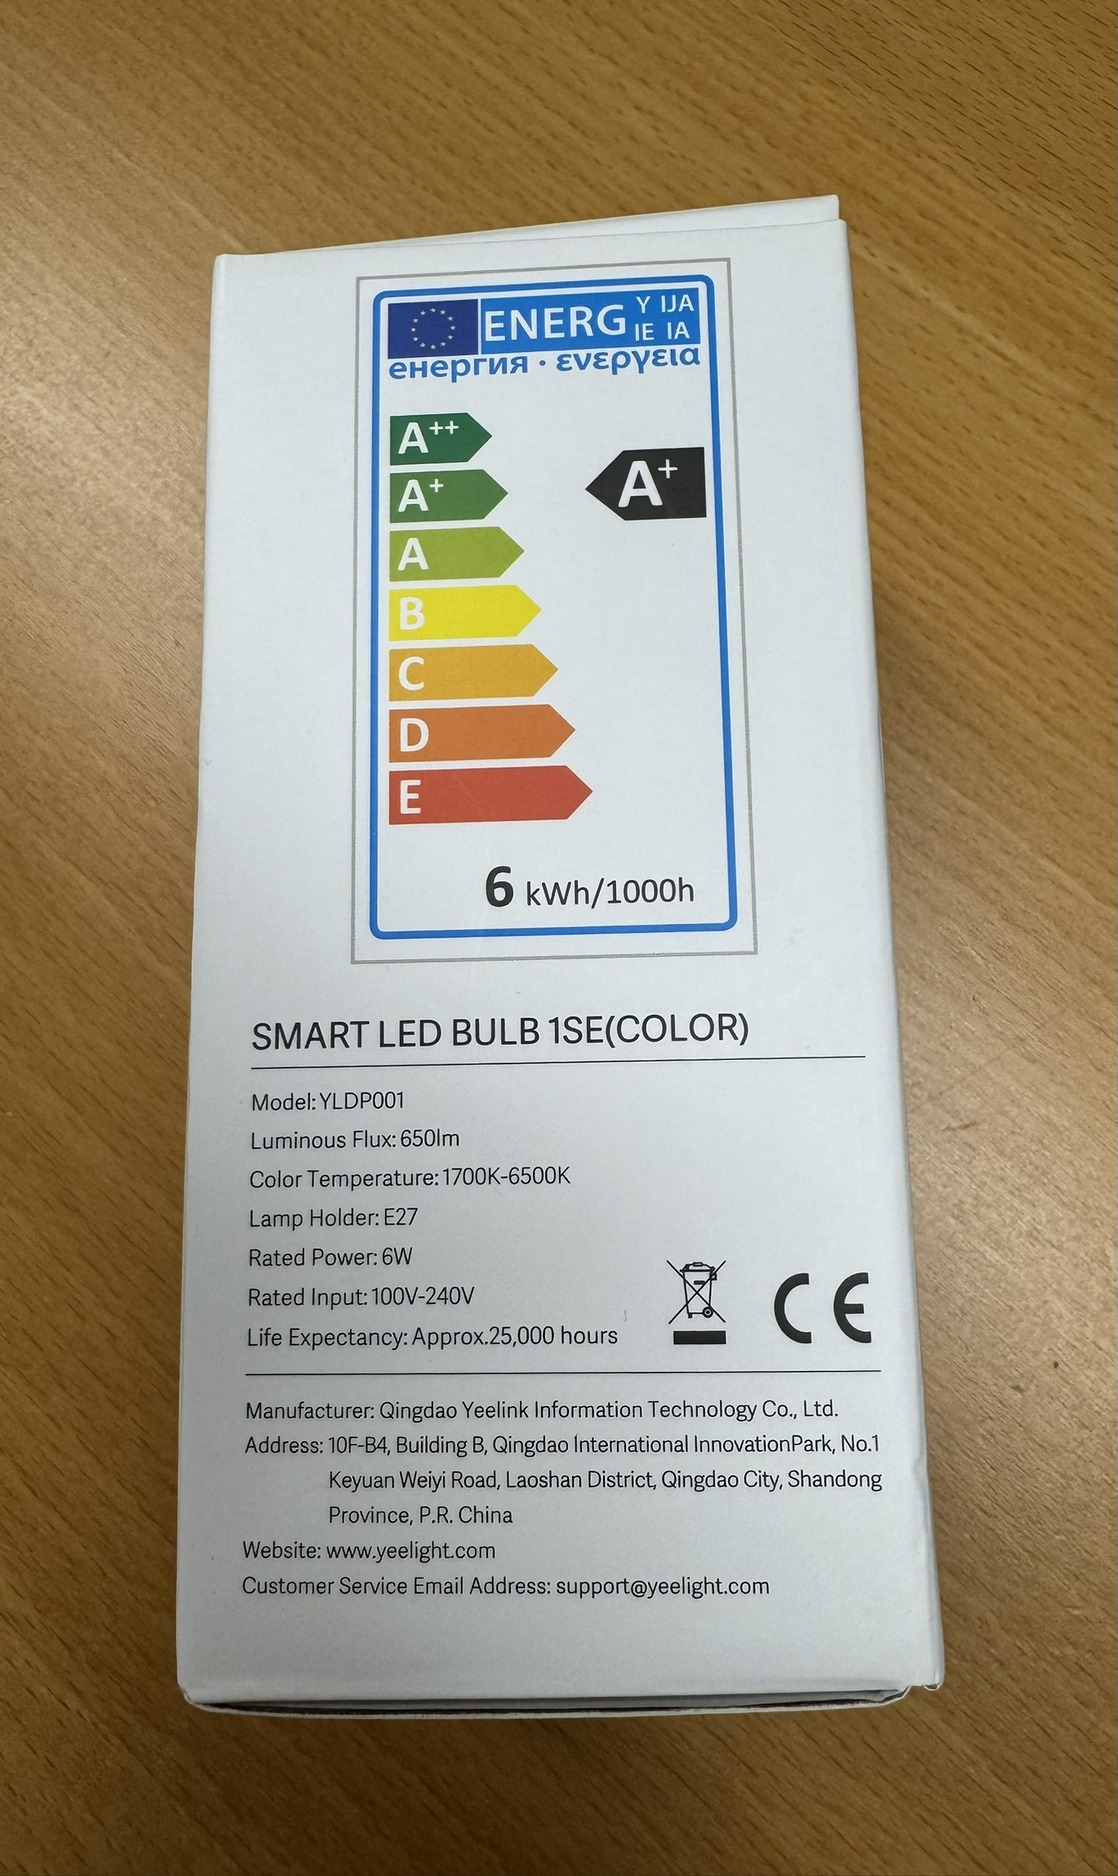 ENERG Y IJA
IE IA
енергия · ενεργεια
A++
A+
A+
A
B
C
D
E
6 kWh/1000h
SMART LED BULB 1SE(COLOR)
Model: YLDP001
Luminous Flux: 650lm
Color Temperature: 1700K-6500K
Lamp Holder: E27
Rated Power: 6W
Rated Input: 100V-240V
Life Expectancy: Approx.25,000 hours
CE
Manufacturer: Qingdao Yeelink Information Technology Co., Ltd.
Address: 10F-B4, Building B, Qingdao International InnovationPark, No.1
Keyuan Weiyi Road, Laoshan District, Qingdao City, Shandong
Province, P.R. China
Website: www.yeelight.com
Customer Service Email Address: support@yeelight.com